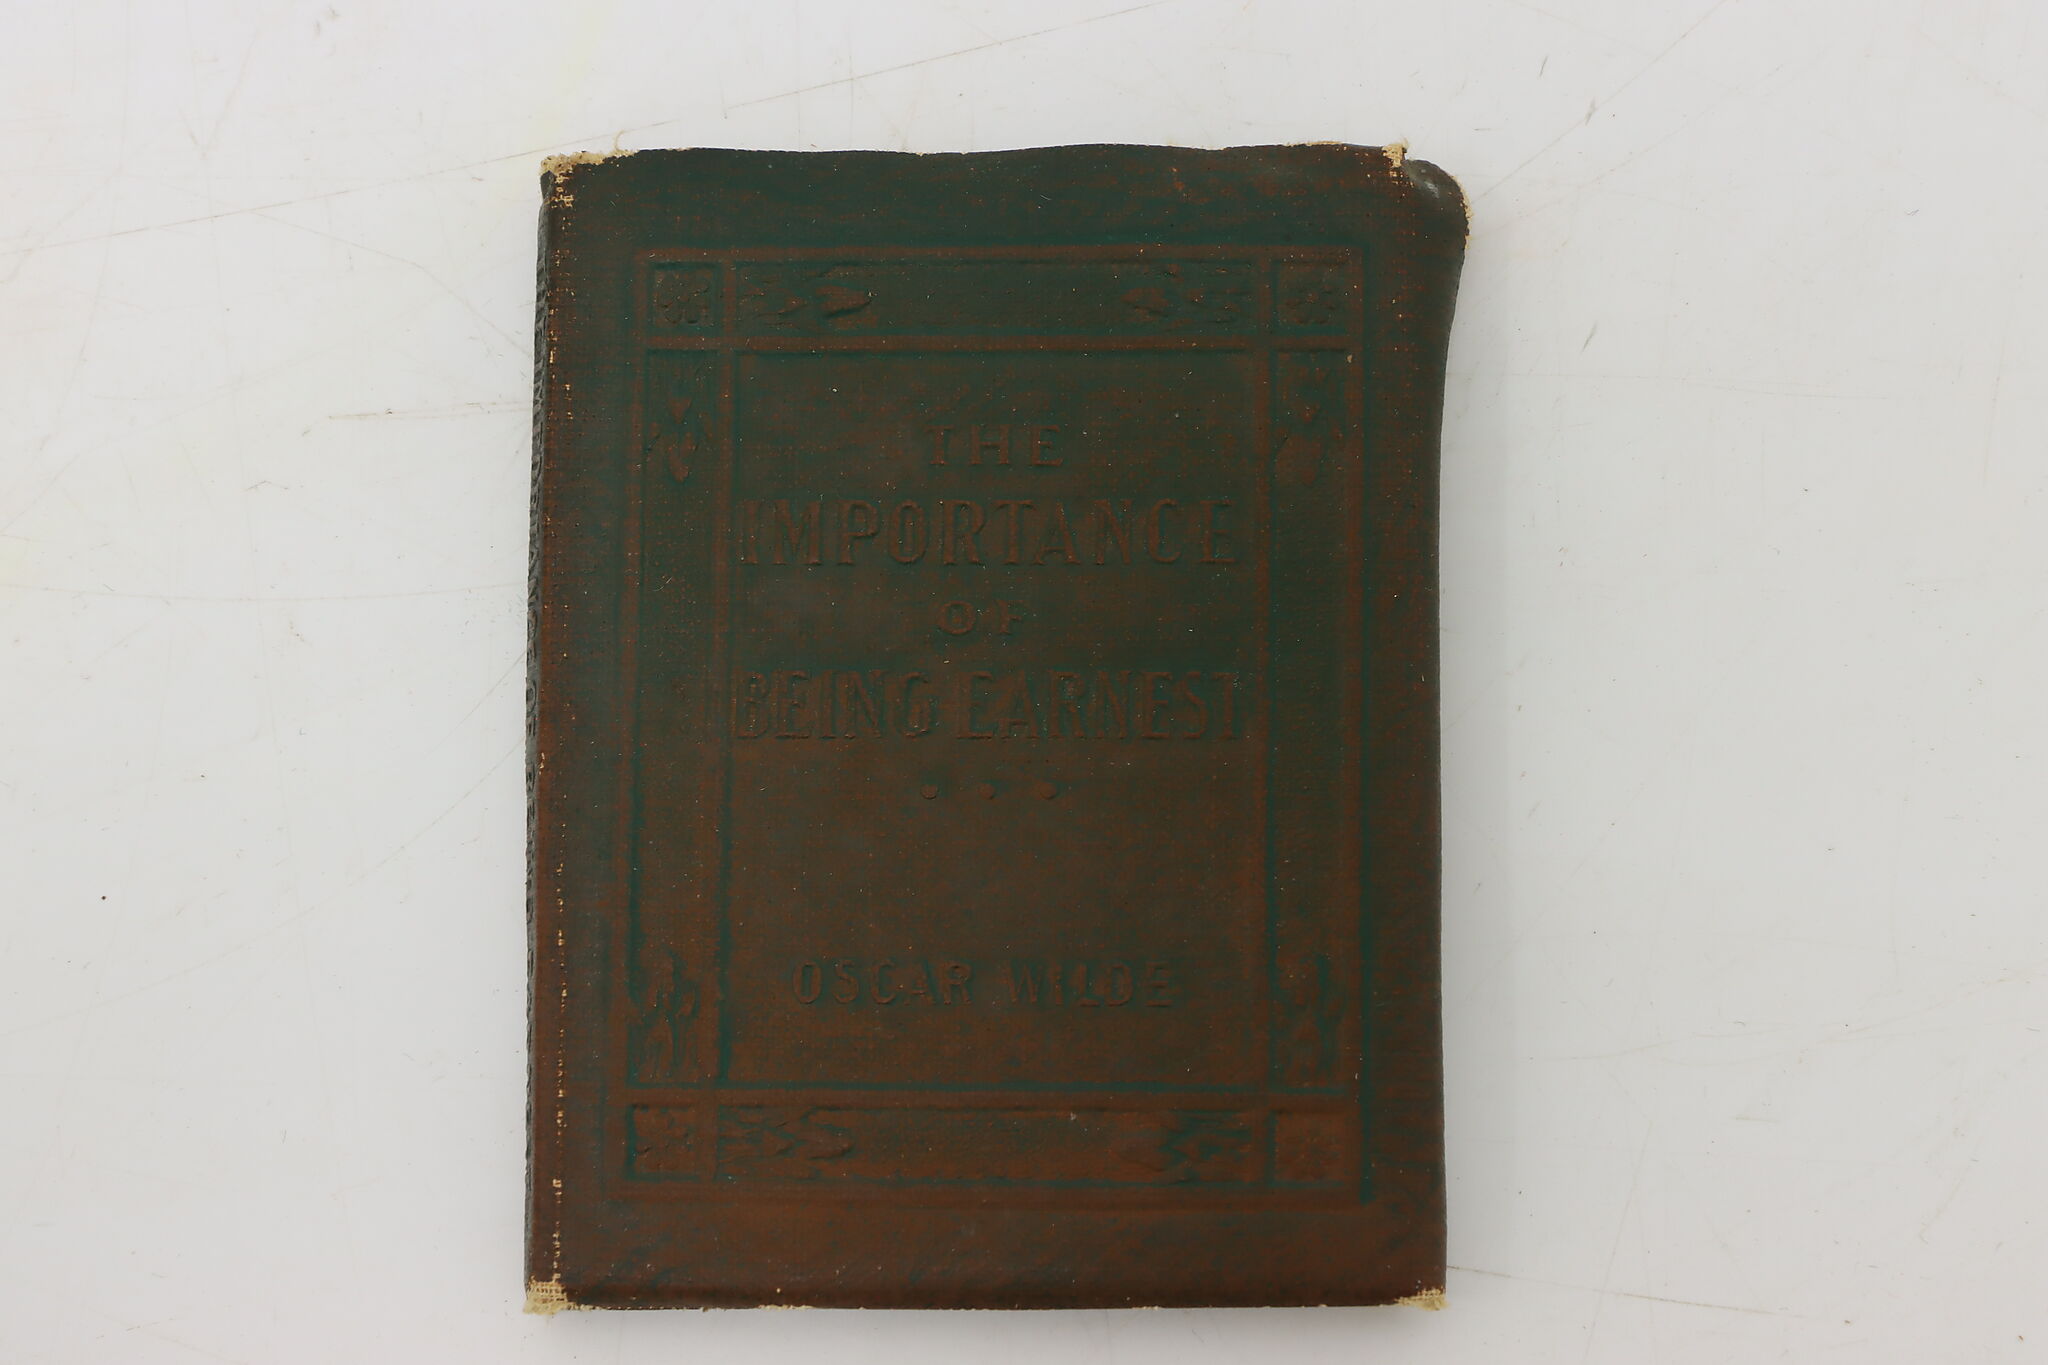 THE
IMPORTANCE
OF
BEING EARNEST
OSCAR WILDE